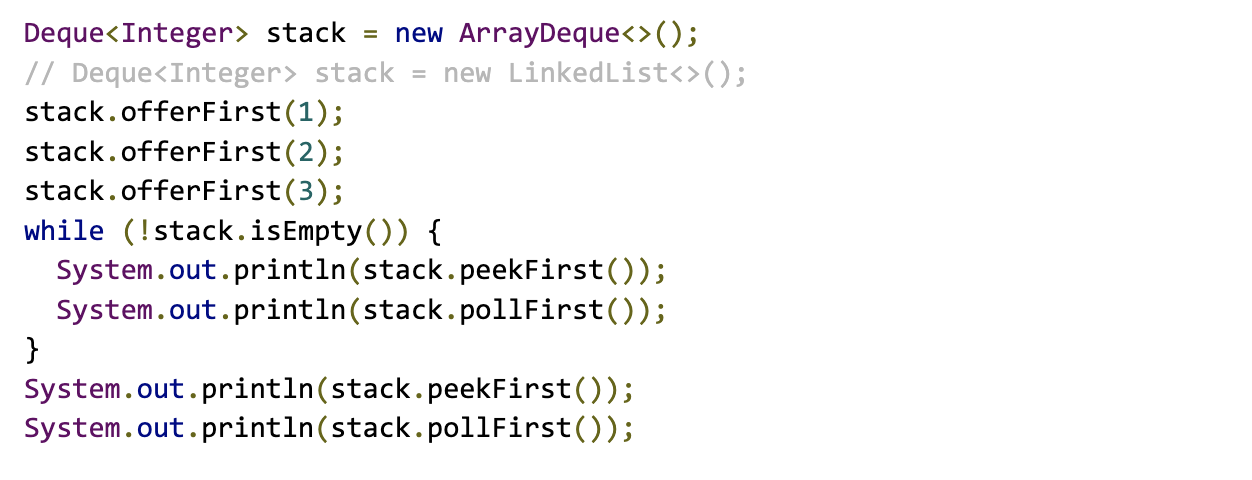 Deque<Integer> stack = new ArrayDeque<>();
// Deque<Integer> stack = new LinkedList<>();
stack.offerFirst(1);
stack.offerFirst(2);
stack.offerFirst(3);
while (!stack.isEmpty()) {
  System.out.println(stack.peekFirst());
  System.out.println(stack.pollFirst());
}
System.out.println(stack.peekFirst());
System.out.println(stack.pollFirst());